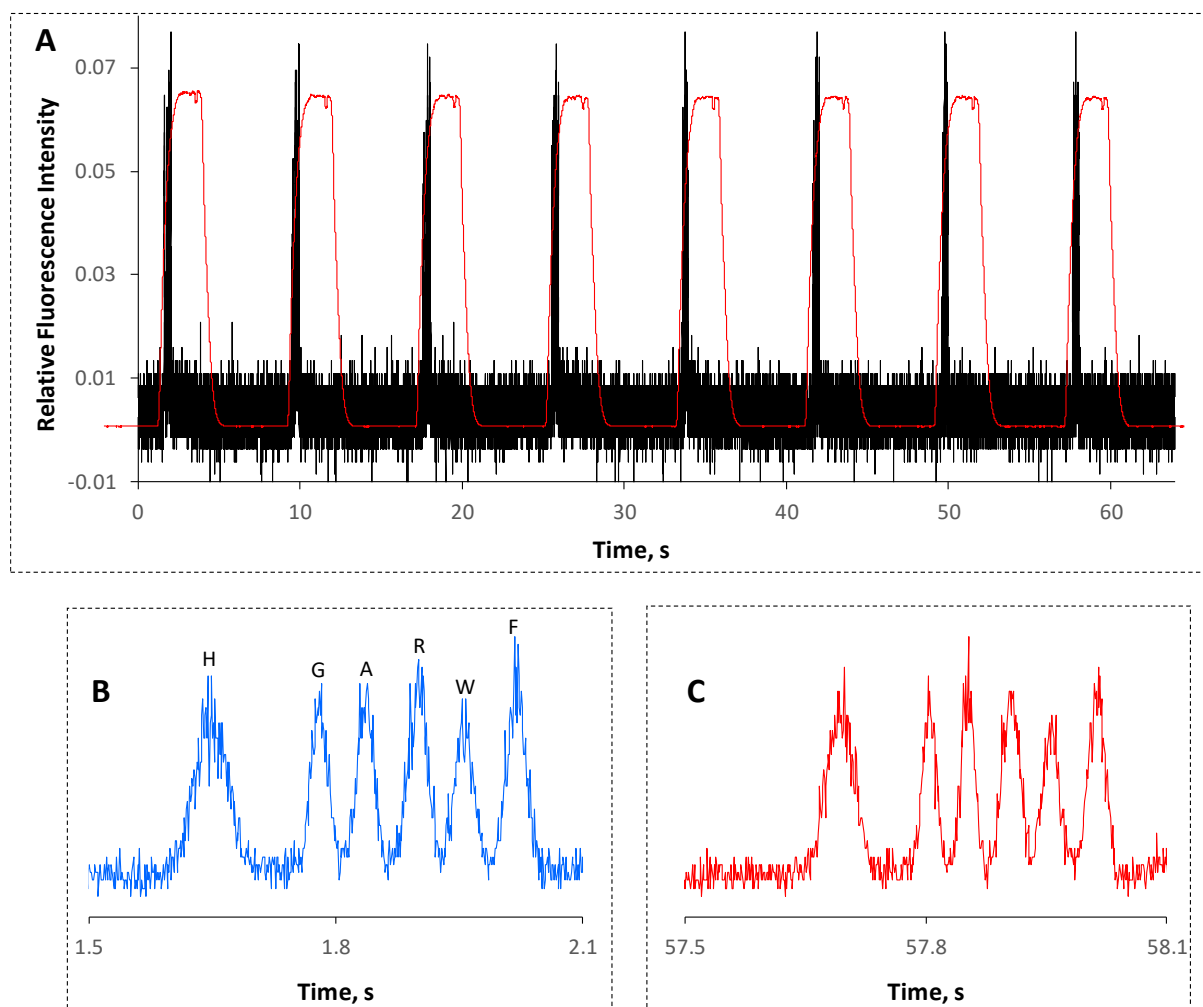 A
Relative Fluorescence Intensity
0.07
0.05
0.03
0.01
-0.01
0 10 20 30 40 50 60
Time, s
B
H G A R W F
1.5 1.8 2.1
Time, s
C
57.5 57.8 58.1
Time, s